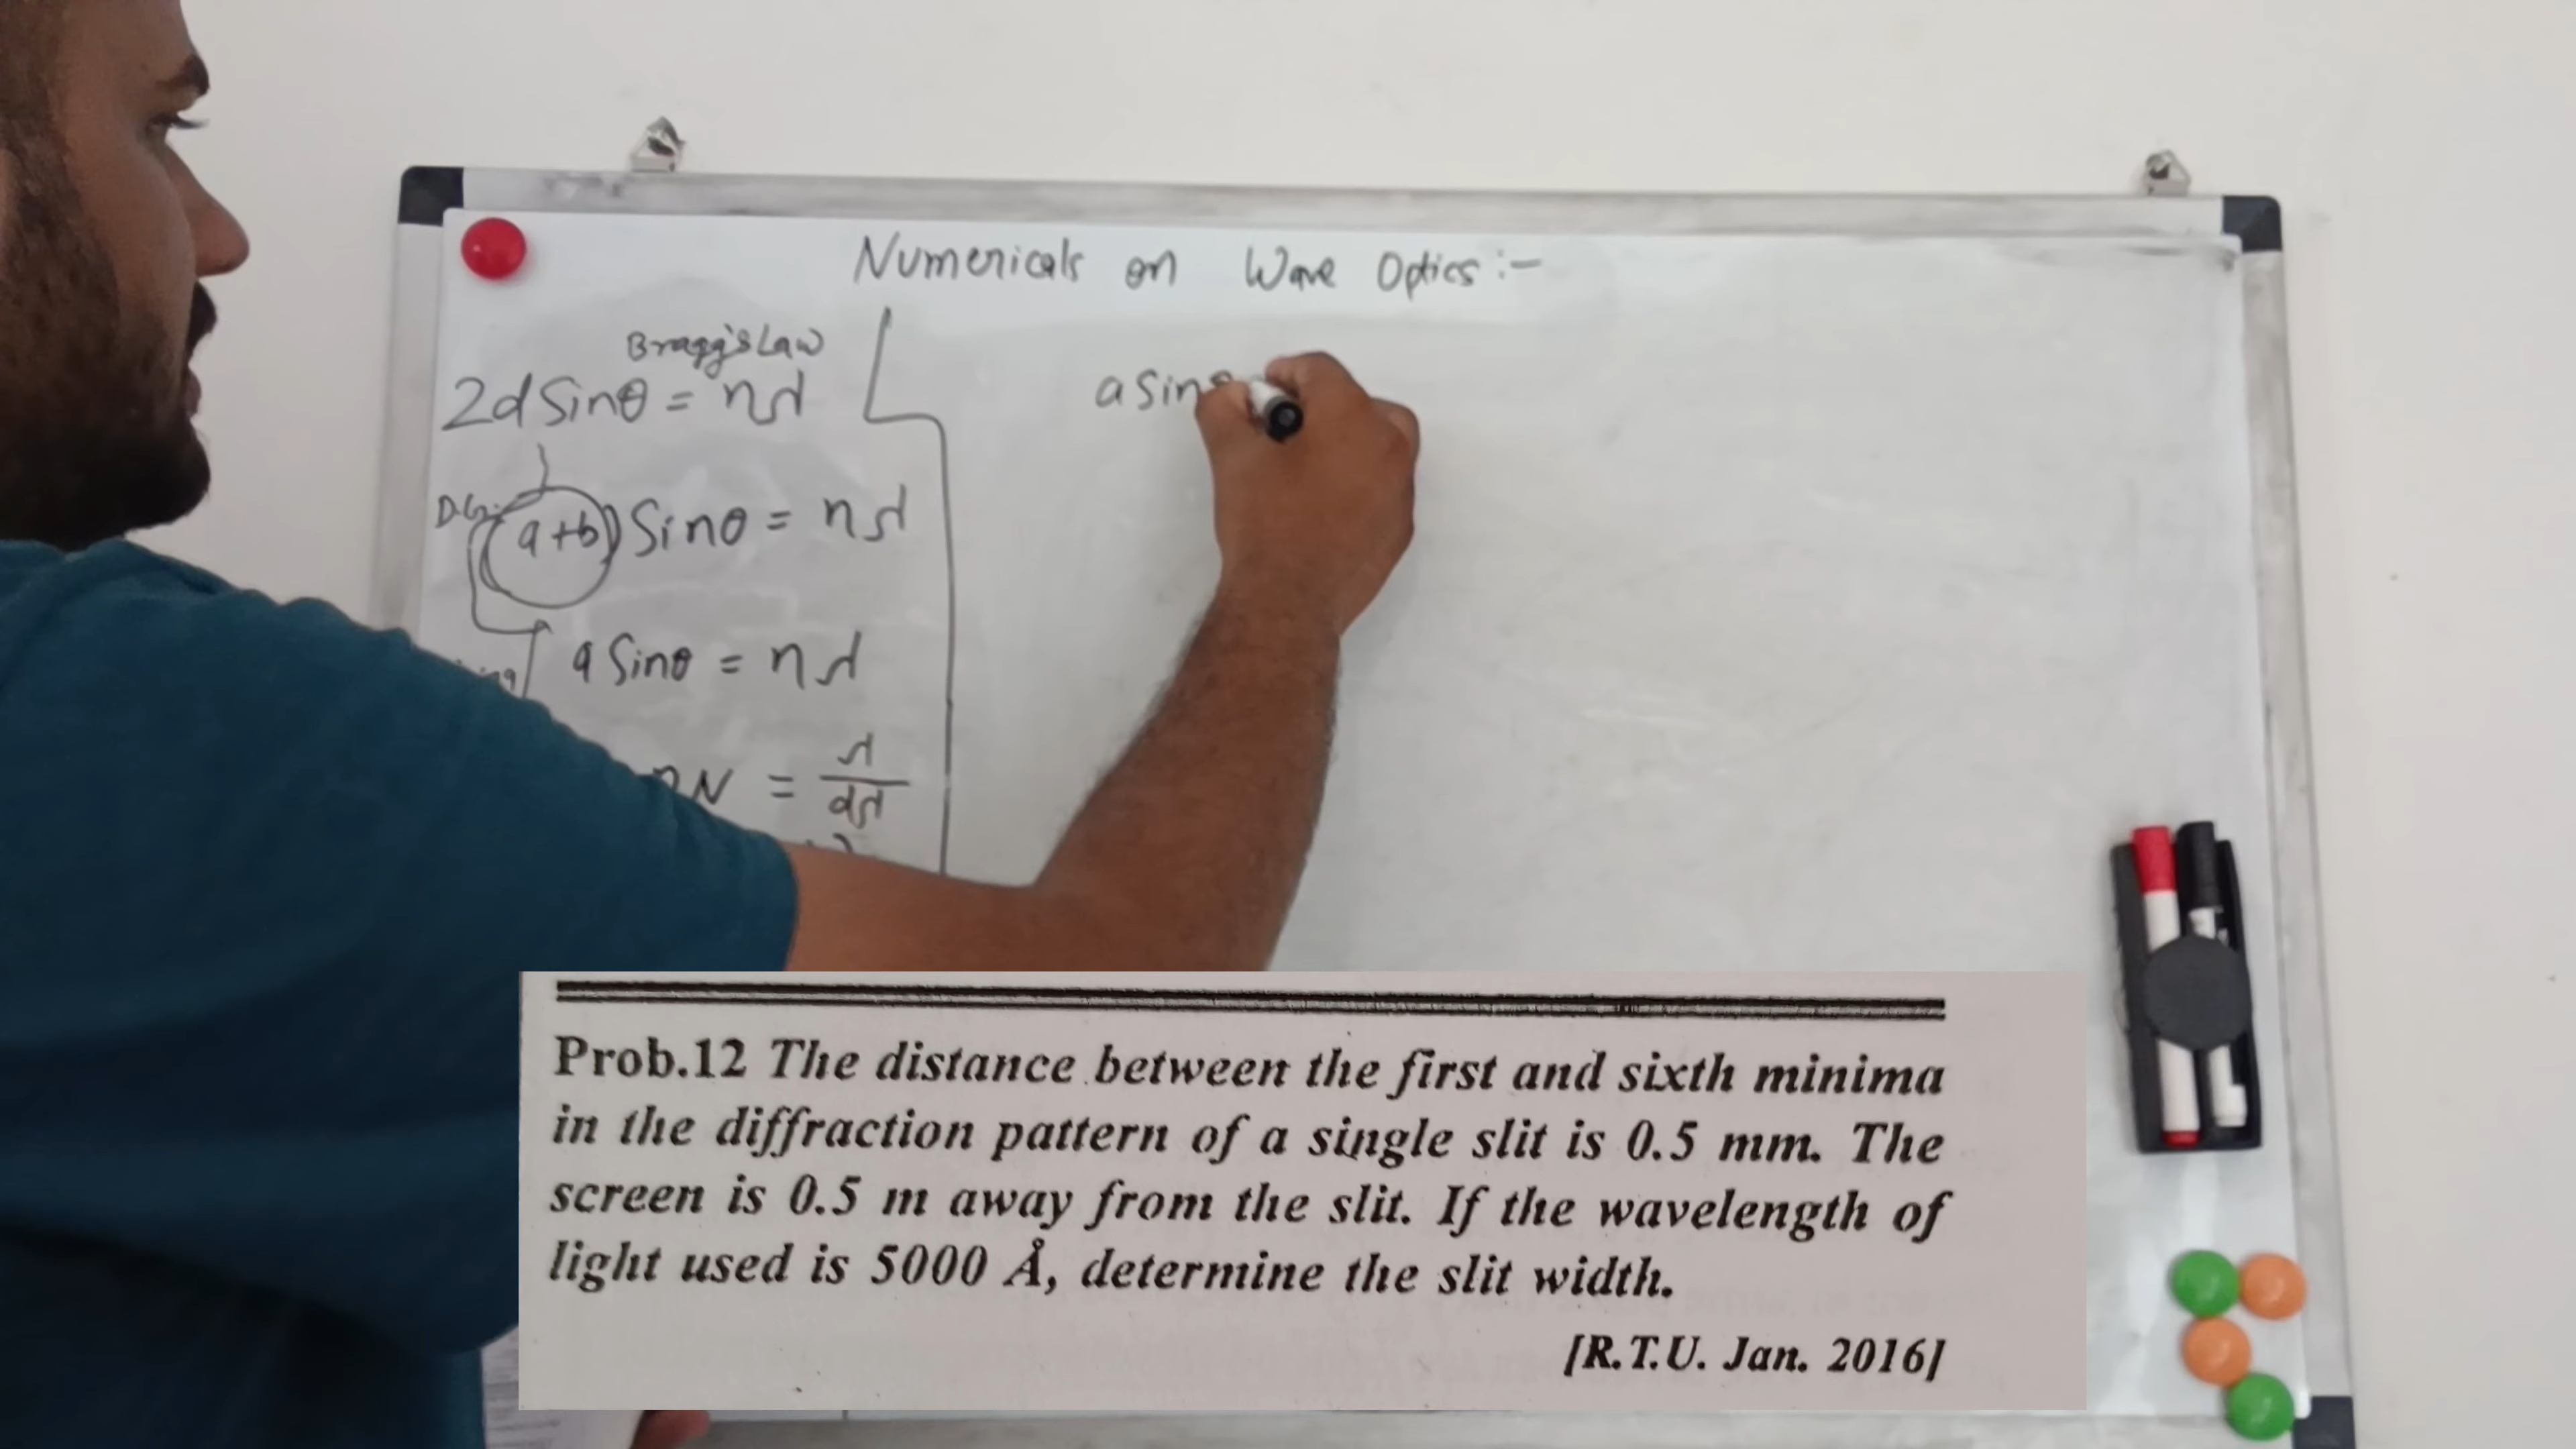 Numericals on Wave Optics :-
Bragg's Law
2d Sinθ = nλ
D.G. (a+b) Sinθ = nλ
a Sinθ = nλ
N = λ/dλ
a Sinθ
Prob.12 The distance between the first and sixth minima
in the diffraction pattern of a single slit is 0.5 mm. The
screen is 0.5 m away from the slit. If the wavelength of
light used is 5000 Å, determine the slit width.
[R.T.U. Jan. 2016]